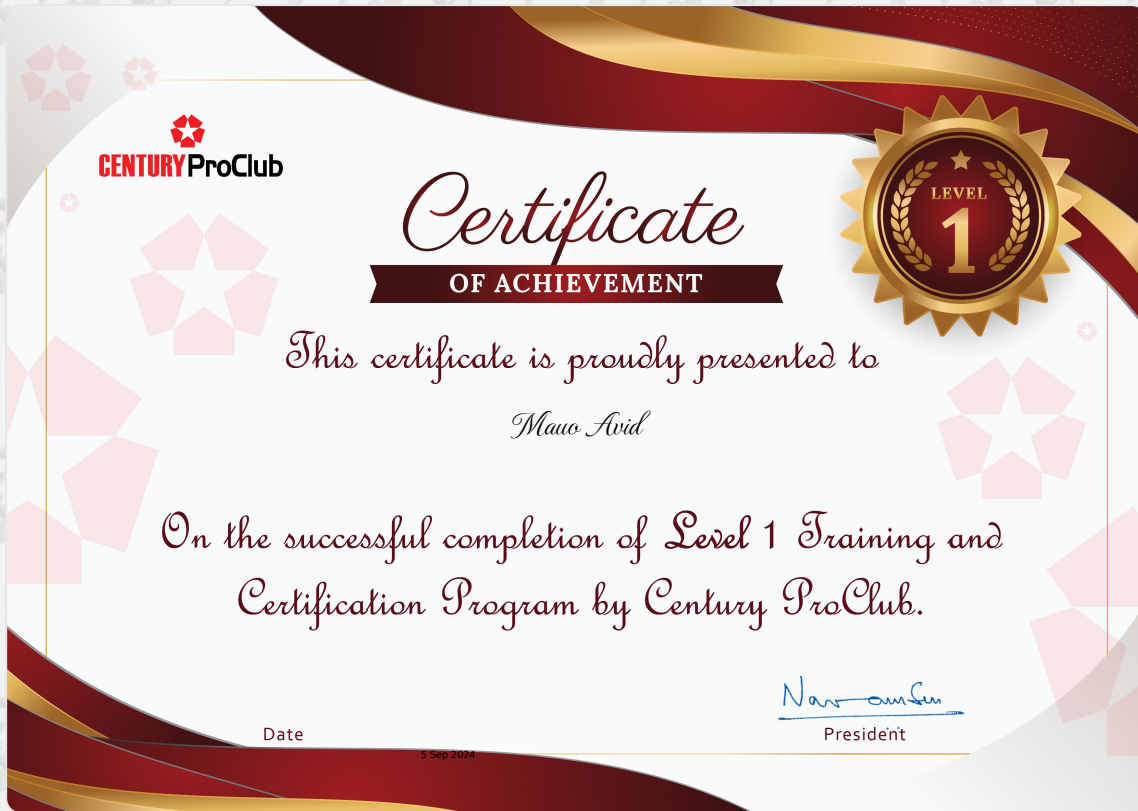 CENTURY ProClub
LEVEL
1
Certificate
OF ACHIEVEMENT
This certificate is proudly presented to
Mauo Avid
On the successful completion of Level 1 Training and
Certification Program by Century ProClub.
Date
President
5 Sep 2024